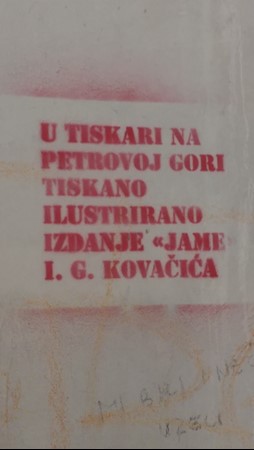 U TISKARI NA
PETROVOJ GORI
TISKANO
ILUSTRIRANO
IZDANJE «JAME
I. G. KOVAČIĆA